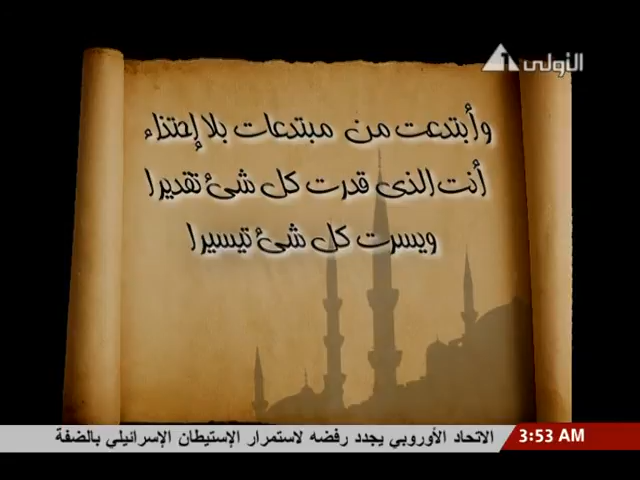 الأولى
وأبتدعت من مبتدعات بلا إحتذاء
أنت الذى قدرت كل شئ تقديرا
ويسرت كل شئ تيسيرا
3:53 AM
الاتحاد الأوروبي يجدد رفضه لاستمرار الإستيطان الإسرائيلي بالضفة